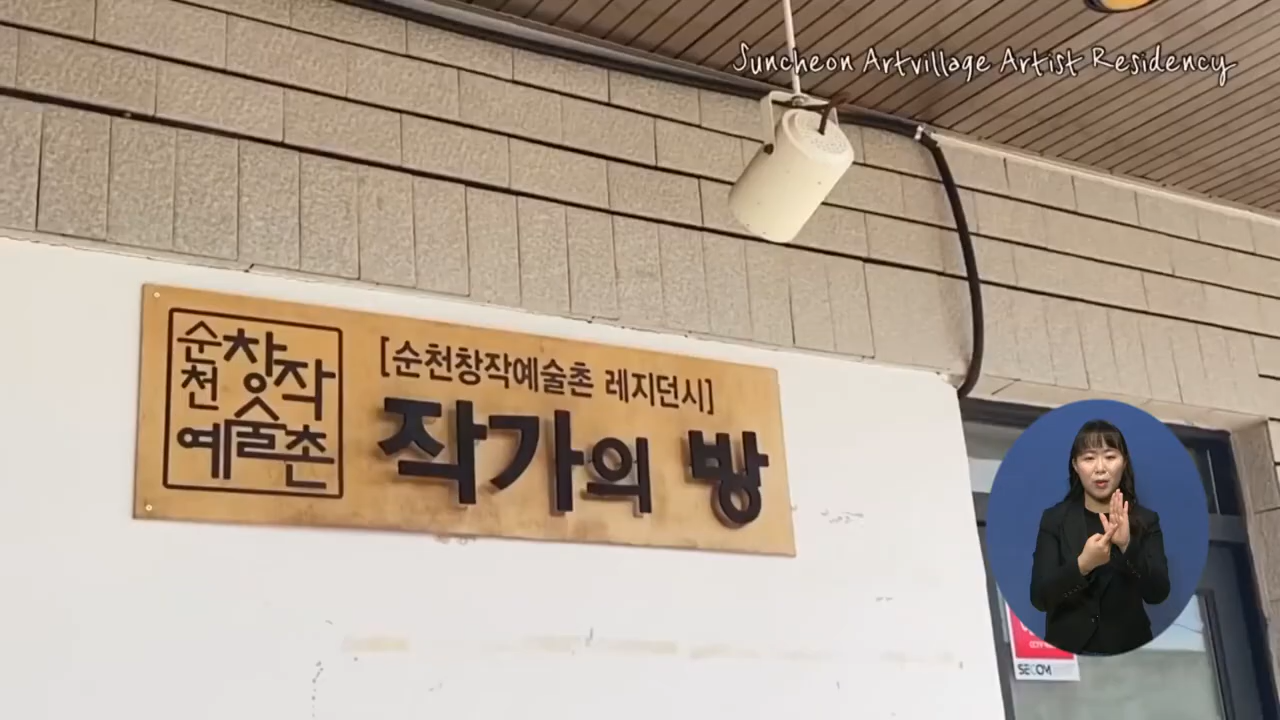 Suncheon Artvillage Artist Residency
순천 창작
예술촌
[순천창작예술촌 레지던시]
작가의 방
SECOM